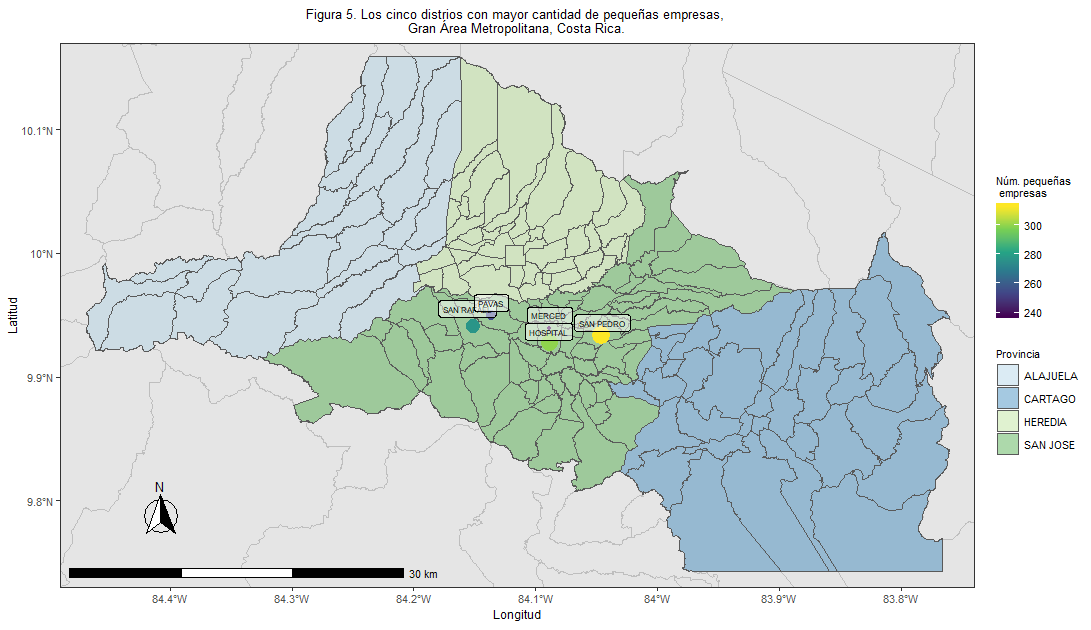 Figura 5. Los cinco distrios con mayor cantidad de pequeñas empresas,
Gran Área Metropolitana, Costa Rica.
10.1°N
10°N
9.9°N
9.8°N
Latitud
SAN RA
PAVAS
MERCED
HOSPITAL
SAN PEDRO
N
30 km
84.4°W 84.3°W 84.2°W 84.1°W 84°W 83.9°W 83.8°W
Longitud
Núm. pequeñas
empresas
300
280
260
240
Provincia
ALAJUELA
CARTAGO
HEREDIA
SAN JOSE